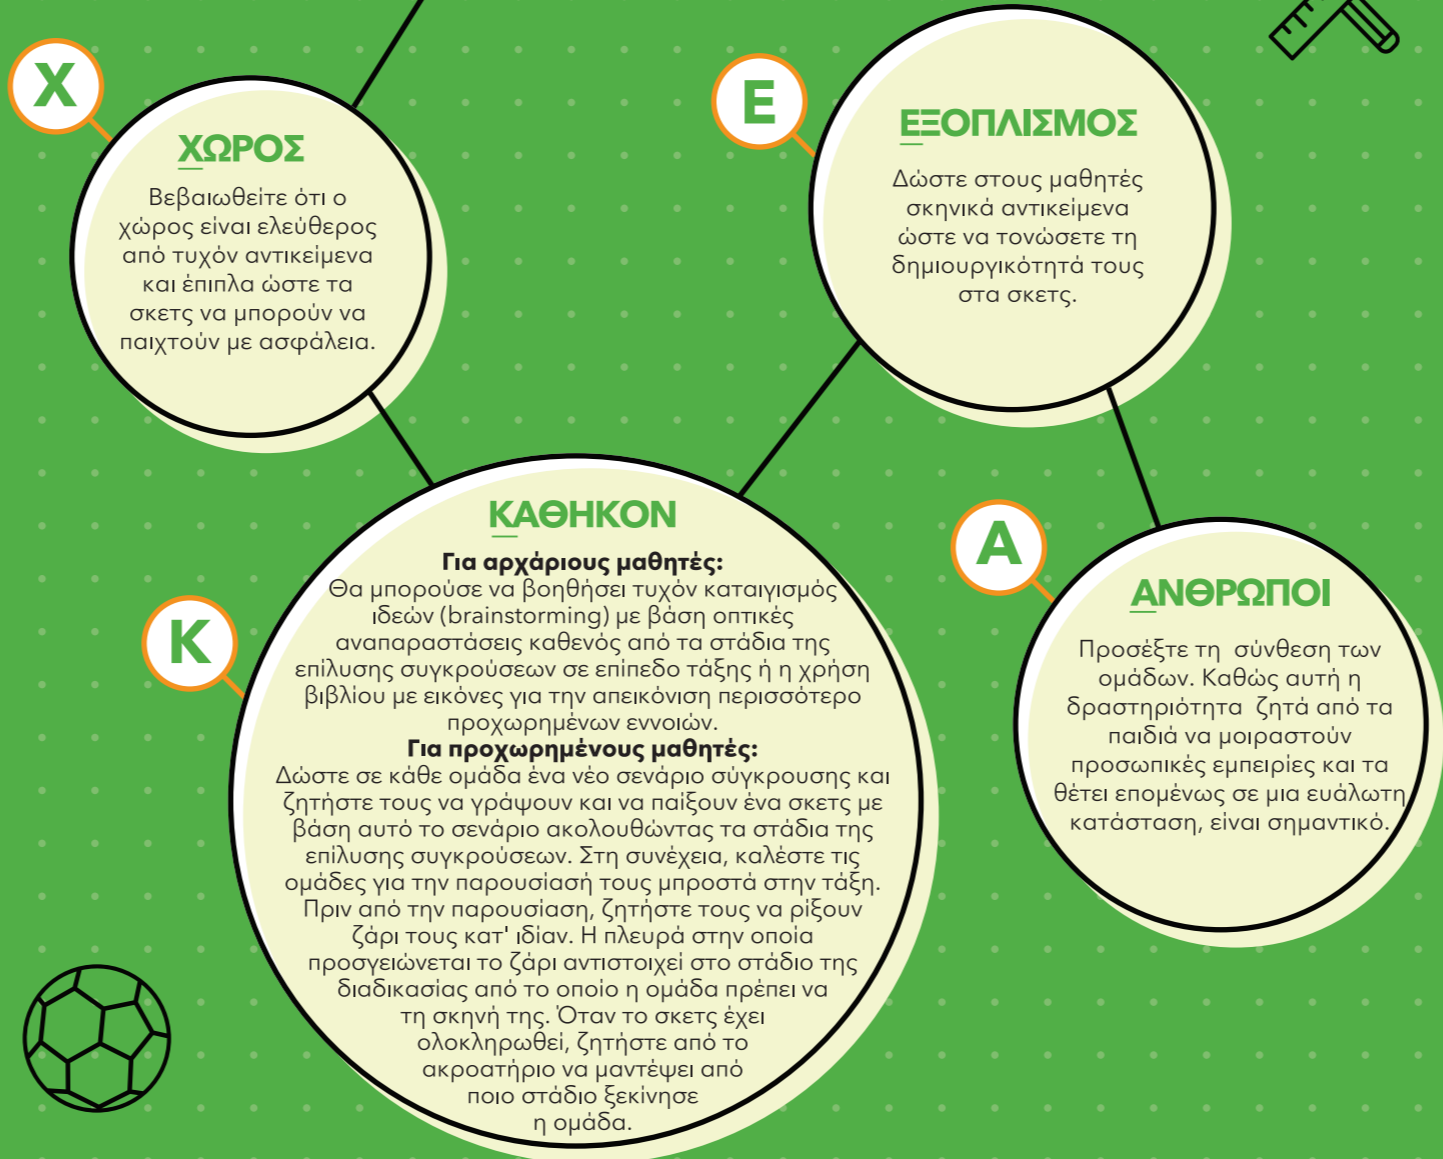 Χ
ΧΩΡΟΣ
Βεβαιωθείτε ότι ο
χώρος είναι ελεύθερος
από τυχόν αντικείμενα
και έπιπλα ώστε τα
σκετς να μπορούν να
παιχτούν με ασφάλεια.
Ε
ΕΞΟΠΛΙΣΜΟΣ
Δώστε στους μαθητές
σκηνικά αντικείμενα
ώστε να τονώσετε τη
δημιουργικότητά τους
στα σκετς.
Κ
ΚΑΘΗΚΟΝ
Για αρχάριους μαθητές:
Θα μπορούσε να βοηθήσει τυχόν καταιγισμός
ιδεών (brainstorming) με βάση οπτικές
αναπαραστάσεις καθενός από τα στάδια της
επίλυσης συγκρούσεων σε επίπεδο τάξης ή η χρήση
βιβλίου με εικόνες για την απεικόνιση περισσότερο
προχωρημένων εννοιών.
Για προχωρημένους μαθητές:
Δώστε σε κάθε ομάδα ένα νέο σενάριο σύγκρουσης και
ζητήστε τους να γράψουν και να παίξουν ένα σκετς με
βάση αυτό το σενάριο ακολουθώντας τα στάδια της
επίλυσης συγκρούσεων. Στη συνέχεια, καλέστε τις
ομάδες για την παρουσίασή τους μπροστά στην τάξη.
Πριν από την παρουσίαση, ζητήστε τους να ρίξουν
ζάρι τους κατ' ιδίαν. Η πλευρά στην οποία
προσγειώνεται το ζάρι αντιστοιχεί στο στάδιο της
διαδικασίας από το οποίο η ομάδα πρέπει να
τη σκηνή της. Όταν το σκετς έχει
ολοκληρωθεί, ζητήστε από το
ακροατήριο να μαντέψει από
ποιο στάδιο ξεκίνησε
η ομάδα.
Α
ΑΝΘΡΩΠΟΙ
Προσέξτε τη  σύνθεση των
ομάδων. Καθώς αυτή η
δραστηριότητα  ζητά από τα
παιδιά να μοιραστούν
προσωπικές εμπειρίες και τα
θέτει επομένως σε μια ευάλωτη
κατάσταση, είναι σημαντικό.